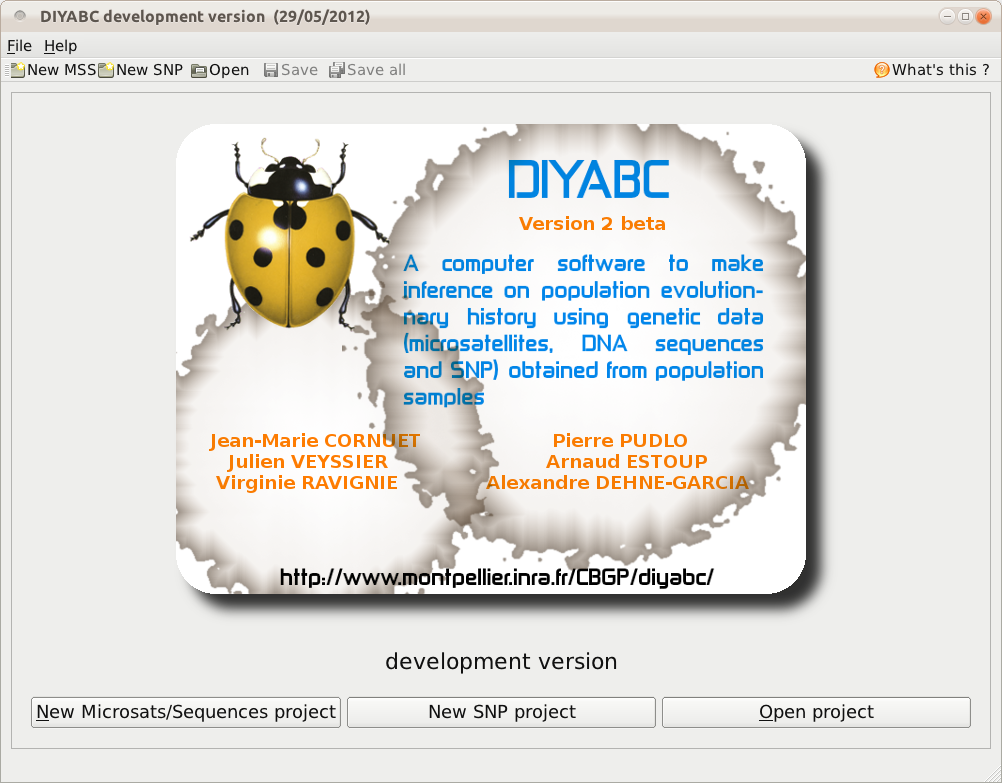 DIYABC development version (29/05/2012)
File Help
New MSS New SNP Open Save Save all What's this ?
DIYABC
Version 2 beta
A computer software to make
inference on population evolution-
nary history using genetic data
(microsatellites, DNA sequences
and SNP) obtained from population
samples
Jean-Marie CORNUET
Julien VEYSSIER
Virginie RAVIGNIE
Pierre PUDLO
Arnaud ESTOUP
Alexandre DEHNE-GARCIA
http://www.montpellier.inra.fr/CBGP/diyabc/
development version
New Microsats/Sequences project New SNP project Open project